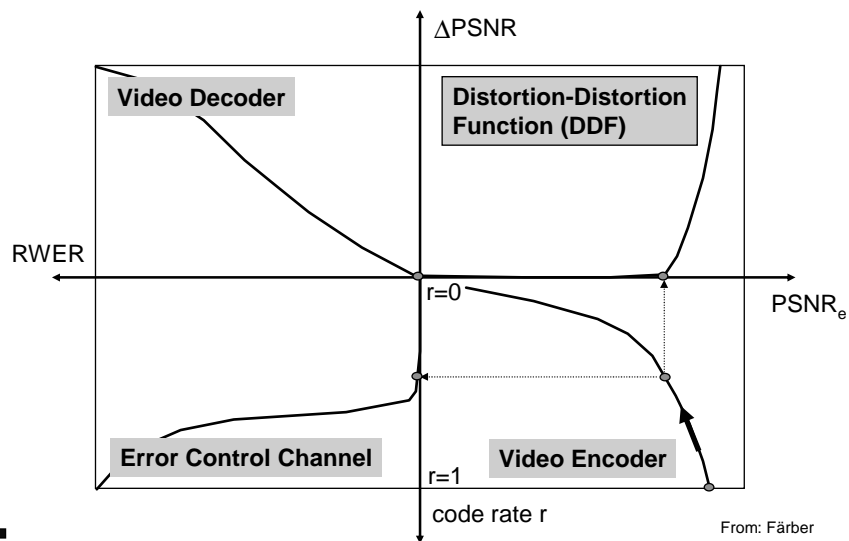 ΔPSNR
Video Decoder
Distortion-Distortion
Function (DDF)
RWER
r=0
PSNRe
Error Control Channel
Video Encoder
r=1
code rate r
From: Färber